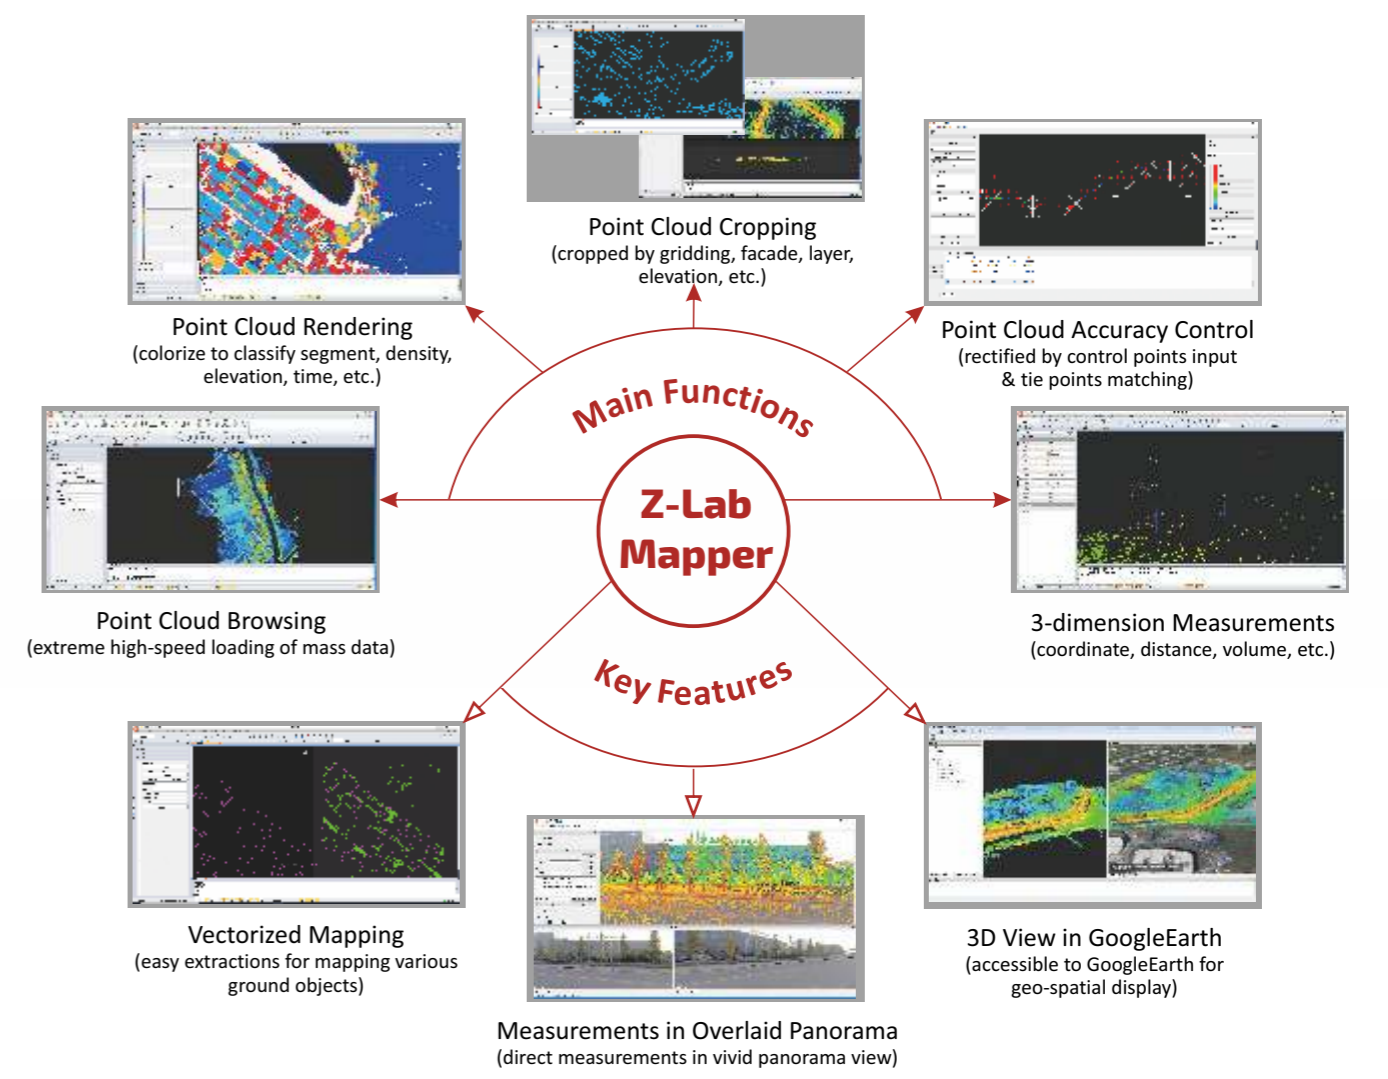 Point Cloud Cropping
(cropped by gridding, facade, layer,
elevation, etc.)
Point Cloud Rendering
(colorize to classify segment, density,
elevation, time, etc.)
Point Cloud Accuracy Control
(rectified by control points input
& tie points matching)
Main Functions
Z-Lab
Mapper
Point Cloud Browsing
(extreme high-speed loading of mass data)
3-dimension Measurements
(coordinate, distance, volume, etc.)
Key Features
Vectorized Mapping
(easy extractions for mapping various
ground objects)
3D View in GoogleEarth
(accessible to GoogleEarth for
geo-spatial display)
Measurements in Overlaid Panorama
(direct measurements in vivid panorama view)